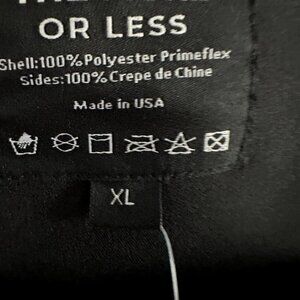 OR LESS
Shell:100%Polyester Primeflex
Sides:100%Crepe de Chine
Made in USA
XL